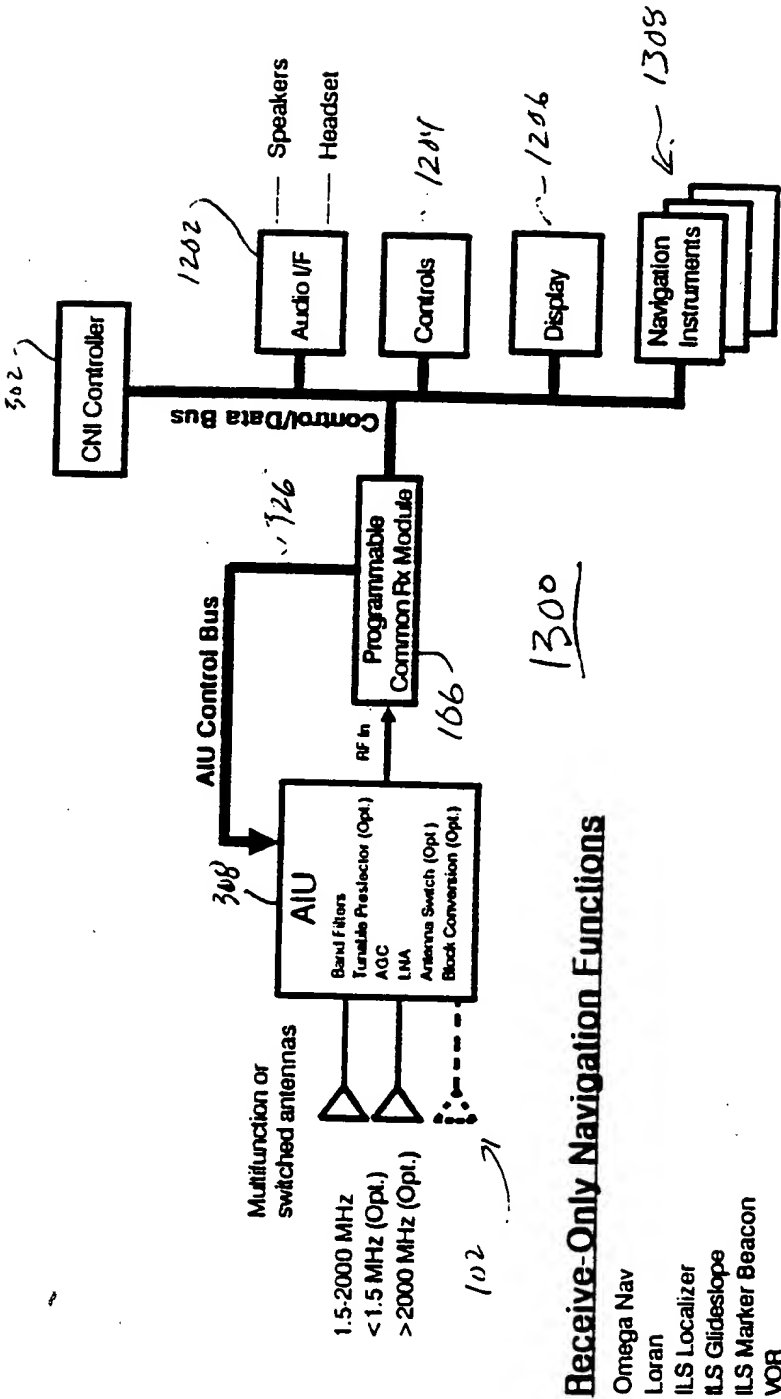 302
CNI Controller
1202
Audio I/F
Speakers
Headset
Controls
1204
Display
1206
Navigation
Instruments
1308
Control/Data Bus
326
AIU Control Bus
Programmable
Common Rx Module
106
RF In
308
AIU
Band Filters
Tunable Preslector (Opt.)
AGC
LNA
Antenna Switch (Opt)
Block Conversion (Opt.)
Multifunction or
switched antennas
1.5-2000 MHz
<1.5 MHz (Opt.)
>2000 MHz (Opt.)
102
1300
Receive-Only Navigation Functions
Omega Nav
Loran
ILS Localizer
ILS Glideslope
ILS Marker Beacon
VOR